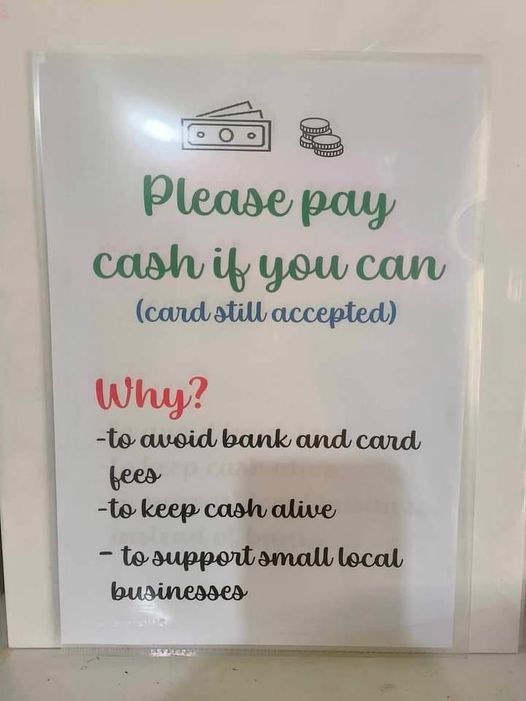 Please pay
cash if you can
(card still accepted)
Why?
-to avoid bank and card
fees
-to keep cash alive
- to support small local
businesses